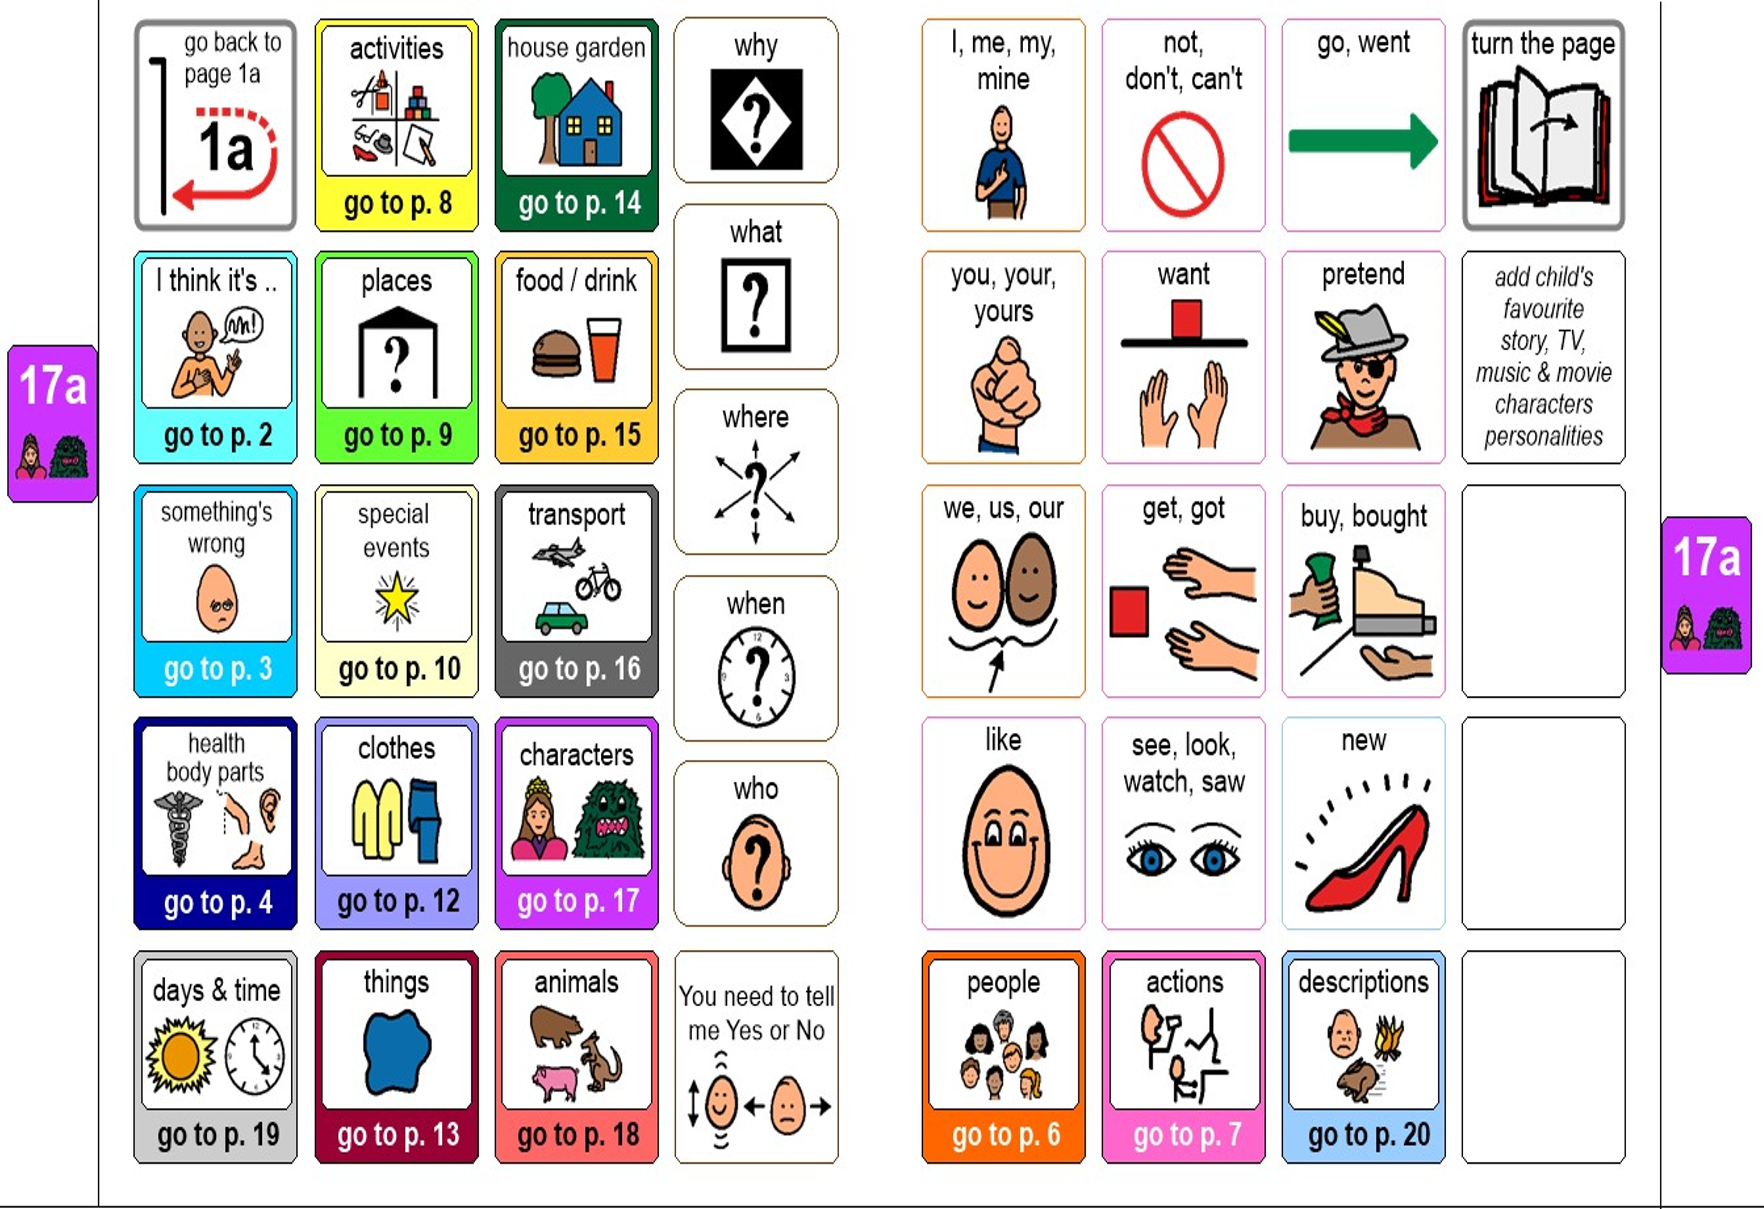 17a
go back to
page 1a
1a
activities
go to p. 8
house garden
go to p. 14
why
?
I think it's ..
go to p. 2
places
?
go to p. 9
food / drink
go to p. 15
what
?
something's
wrong
go to p. 3
special
events
go to p. 10
transport
go to p. 16
where
?
when
12
?
9
3
6
health
body parts
go to p. 4
clothes
go to p. 12
characters
go to p. 17
who
?
days & time
go to p. 19
things
go to p. 13
animals
go to p. 18
You need to tell
me Yes or No
I, me, my,
mine
not,
don't, can't
go, went
turn the page
you, your,
yours
want
pretend
add child's
favourite
story, TV,
music & movie
characters
personalities
we, us, our
get, got
buy, bought
like
see, look,
watch, saw
new
people
go to p. 6
actions
go to p. 7
descriptions
go to p. 20
17a